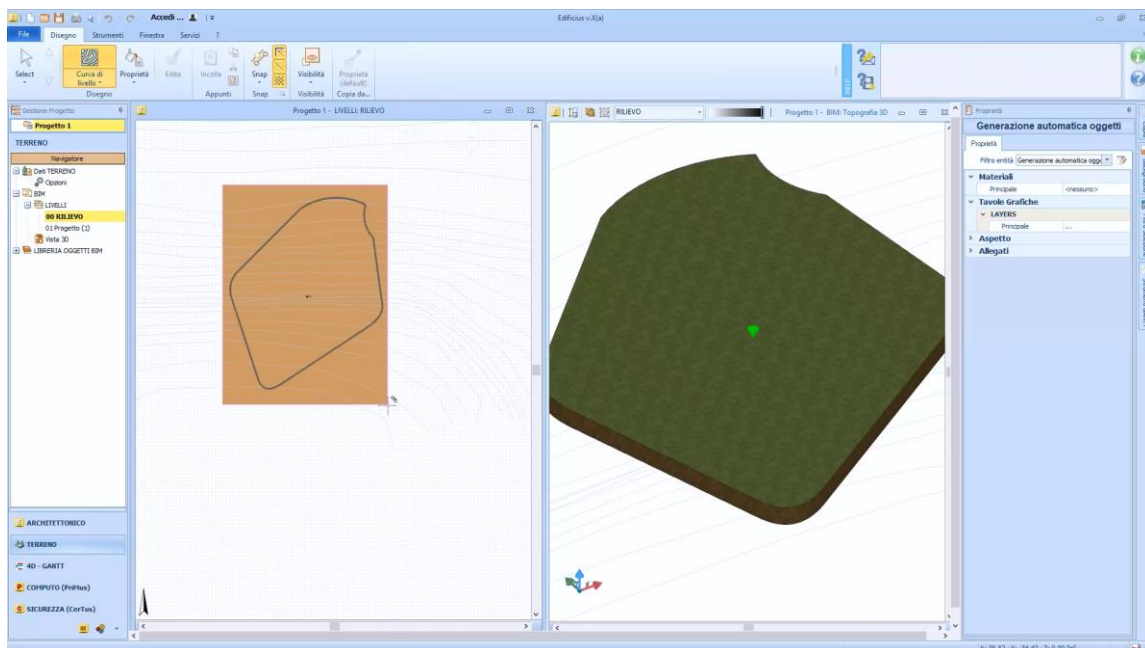 Accedi ...
Edificius v.X(a)
File Disegno Strumenti Finestra Servizi ?
Select
Curva di livello
Proprietà
Edita
Incolla
Snap
Visibilità
Proprietà (default)
Disegno Appunti Snap Visibilità Copia da...
HELP
Gestione Progetto
Progetto 1
TERRENO
Navigatore
Dati TERRENO
Opzioni
BIM
LIVELLI
00 RILIEVO
01 Progetto (1)
Vista 3D
LIBRERIA OGGETTI BIM
ARCHITETTONICO
TERRENO
4D - GANTT
COMPUTO (PriMus)
SICUREZZA (CerTus)
Progetto 1 - LIVELLI: RILIEVO
RILIEVO
Progetto 1 - BIM: Topografia 3D
Proprietà
Generazione automatica oggetti
Proprietà
Filtro entità Generazione automatica ogge
Materiali
Principale <nessuno>
Tavole Grafiche
LAYERS
Principale ...
Aspetto
Allegati